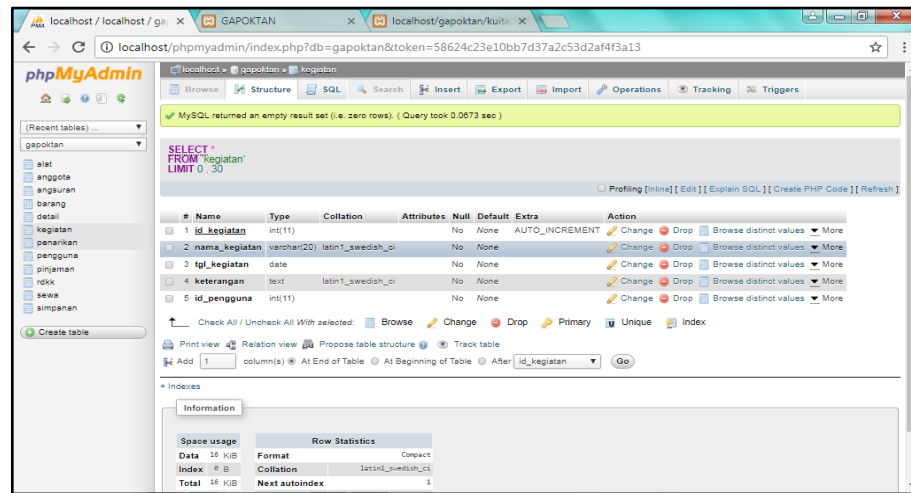 localhost / localhost / ga
GAPOKTAN
localhost/gapoktan/kuita
localhost/phpmyadmin/index.php?db=gapoktan&token=58624c23e10bb7d37a2c53d2af4f3a13
phpMyAdmin
(Recent tables) ...
gapoktan
alat
anggota
angsuran
barang
detail
kegiatan
penarikan
pengguna
pinjaman
rdkk
sewa
simpanan
Create table
localhost » gapoktan » kegiatan
Browse Structure SQL Search Insert Export Import Operations Tracking Triggers
MySQL returned an empty result set (i.e. zero rows). ( Query took 0.0673 sec )
SELECT *
FROM `kegiatan`
LIMIT 0 , 30
Profiling [Inline] [ Edit ] [ Explain SQL ] [ Create PHP Code ] [ Refresh ]
# Name Type Collation Attributes Null Default Extra Action
1 id_kegiatan int(11) No None AUTO_INCREMENT Change Drop Browse distinct values More
2 nama_kegiatan varchar(20) latin1_swedish_ci No None Change Drop Browse distinct values More
3 tgl_kegiatan date No None Change Drop Browse distinct values More
4 keterangan text latin1_swedish_ci No None Change Drop Browse distinct values More
5 id_pengguna int(11) No None Change Drop Browse distinct values More
Check All / Uncheck All With selected: Browse Change Drop Primary Unique Index
Print view Relation view Propose table structure Track table
Add 1 column(s) At End of Table At Beginning of Table After id_kegiatan Go
+ Indexes
Information
Space usage
Data 16 KiB
Index 0 B
Total 16 KiB
Row Statistics
Format Compact
Collation latin1_swedish_ci
Next autoindex 1